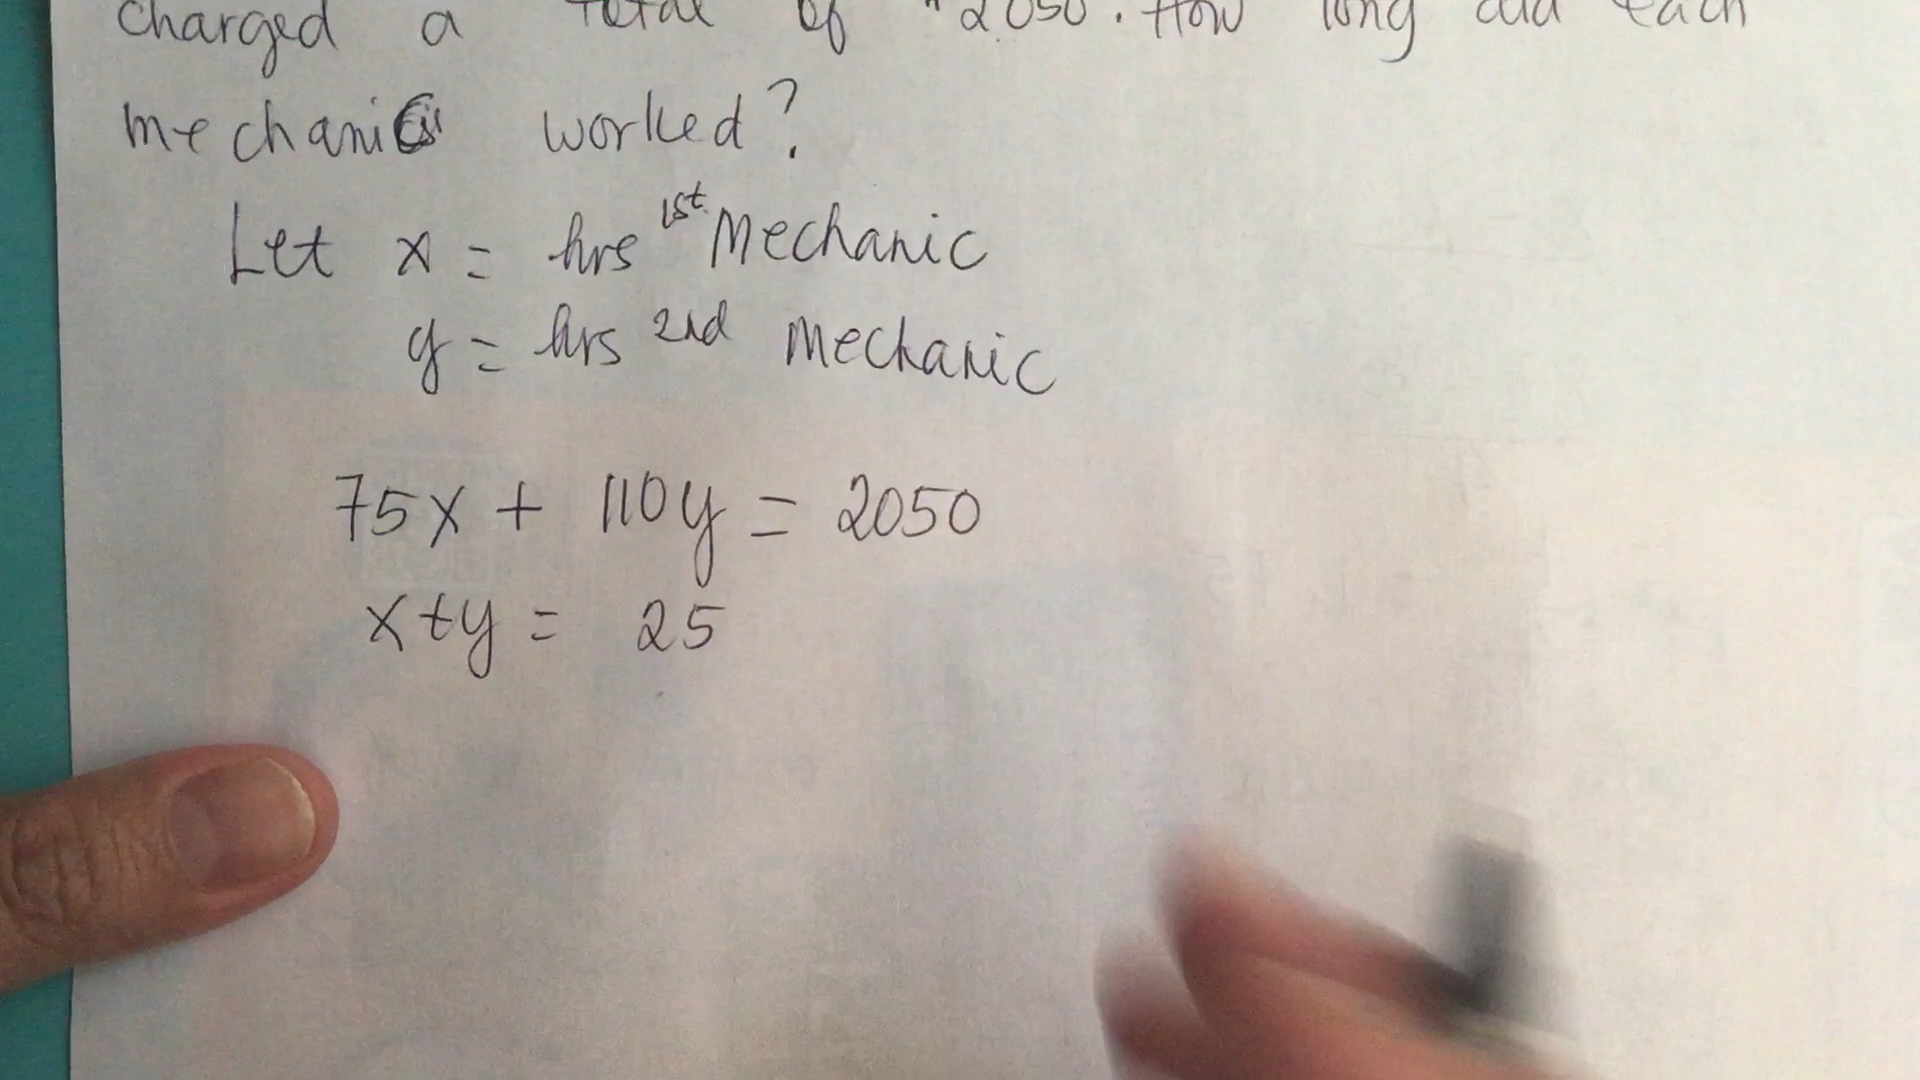 charged a total of $2050. How long did each
mechanic worked?
Let x = hrs 1st Mechanic
y = hrs 2nd Mechanic
75x + 110y = 2050
x + y = 25